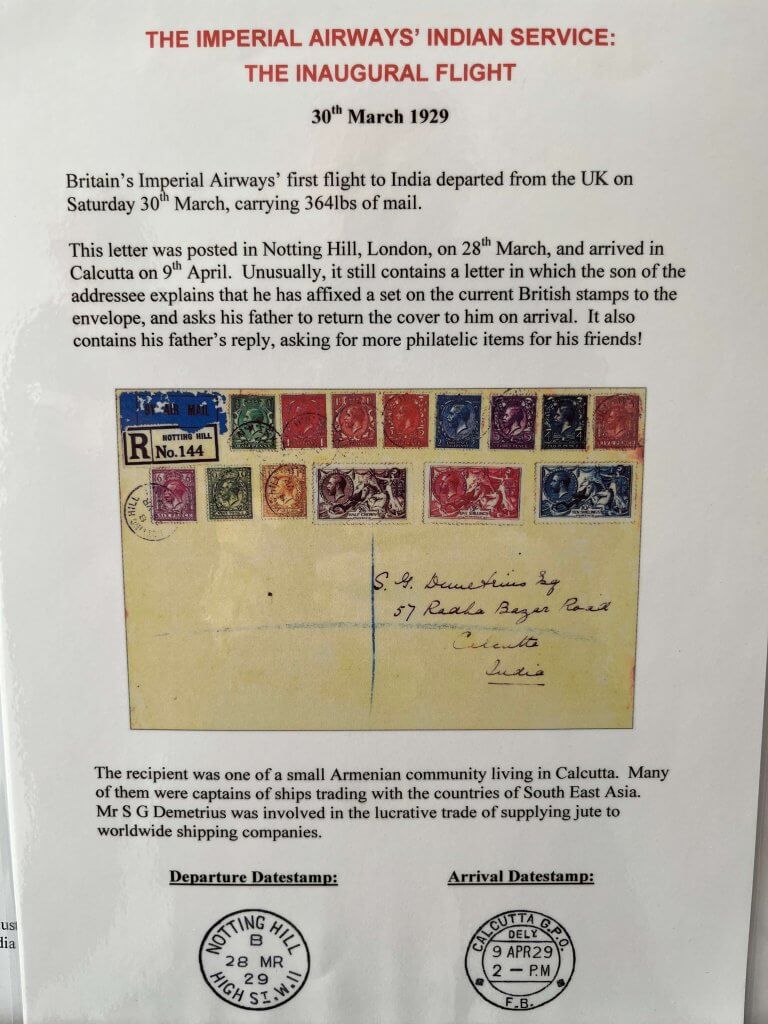 THE IMPERIAL AIRWAYS' INDIAN SERVICE:
THE INAUGURAL FLIGHT
30th March 1929
Britain's Imperial Airways' first flight to India departed from the UK on
Saturday 30th March, carrying 364lbs of mail.
This letter was posted in Notting Hill, London, on 28th March, and arrived in
Calcutta on 9th April. Unusually, it still contains a letter in which the son of the
addressee explains that he has affixed a set on the current British stamps to the
envelope, and asks his father to return the cover to him on arrival. It also
contains his father's reply, asking for more philatelic items for his friends!
BY AIR MAIL
R NOTTING HILL
No.144
S. G. Demetrius Esq
57 Radha Bazar Road
Calcutta
India
The recipient was one of a small Armenian community living in Calcutta. Many
of them were captains of ships trading with the countries of South East Asia.
Mr S G Demetrius was involved in the lucrative trade of supplying jute to
worldwide shipping companies.
Departure Datestamp:
Arrival Datestamp:
NOTTING HILL
B
28 MR
29
HIGH ST.W.11
CALCUTTA G.P.O.
DELY
9 APR29
2 – P.M
F.B.